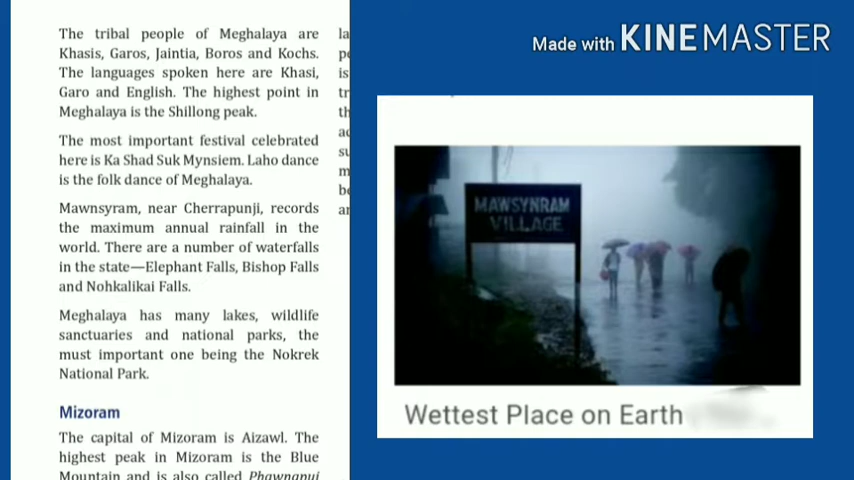 The tribal people of Meghalaya are
Khasis, Garos, Jaintia, Boros and Kochs.
The languages spoken here are Khasi,
Garo and English. The highest point in
Meghalaya is the Shillong peak.
The most important festival celebrated
here is Ka Shad Suk Mynsiem. Laho dance
is the folk dance of Meghalaya.
Mawnsyram, near Cherrapunji, records
the maximum annual rainfall in the
world. There are a number of waterfalls
in the state—Elephant Falls, Bishop Falls
and Nohkalikai Falls.
Meghalaya has many lakes, wildlife
sanctuaries and national parks, the
must important one being the Nokrek
National Park.
Mizoram
The capital of Mizoram is Aizawl. The
highest peak in Mizoram is the Blue
Mountain and is also called Phawngpui
Made with KINEMASTER
MAWSYNRAM
VILLAGE
Wettest Place on Earth